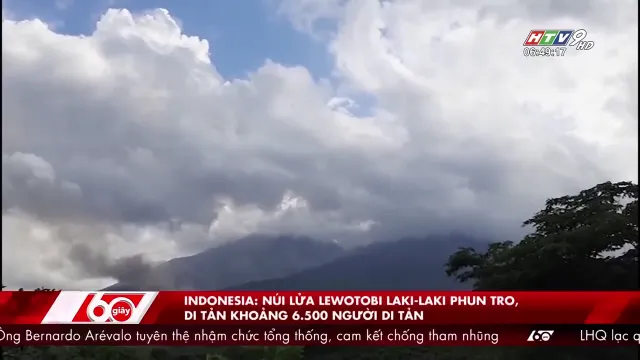 HTV9 HD
06:49:17
60 giây
INDONESIA: NÚI LỬA LEWOTOBI LAKI-LAKI PHUN TRO,
DI TẢN KHOẢNG 6.500 NGƯỜI DI TẢN
Ông Bernardo Arévalo tuyên thệ nhậm chức tổng thống, cam kết chống tham nhũng 60 LHQ lạc q